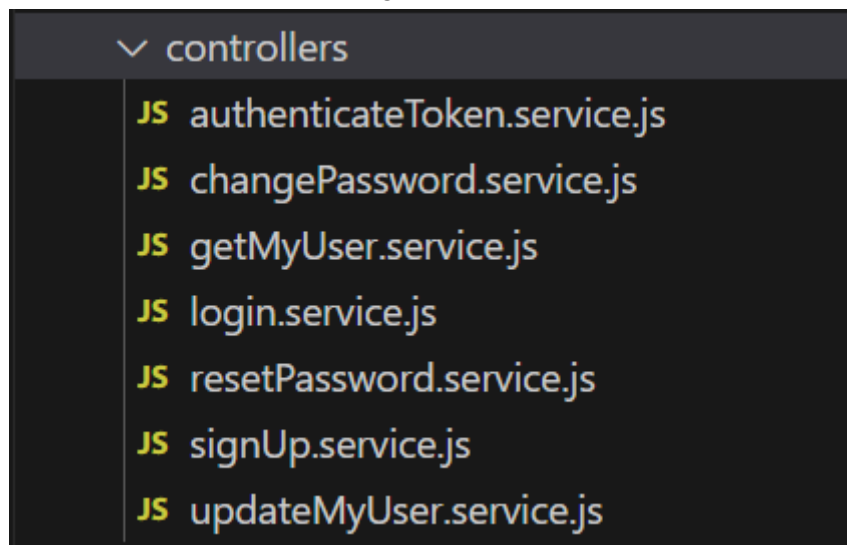 controllers
JS authenticateToken.service.js
JS changePassword.service.js
JS getMyUser.service.js
JS login.service.js
JS resetPassword.service.js
JS signUp.service.js
JS updateMyUser.service.js